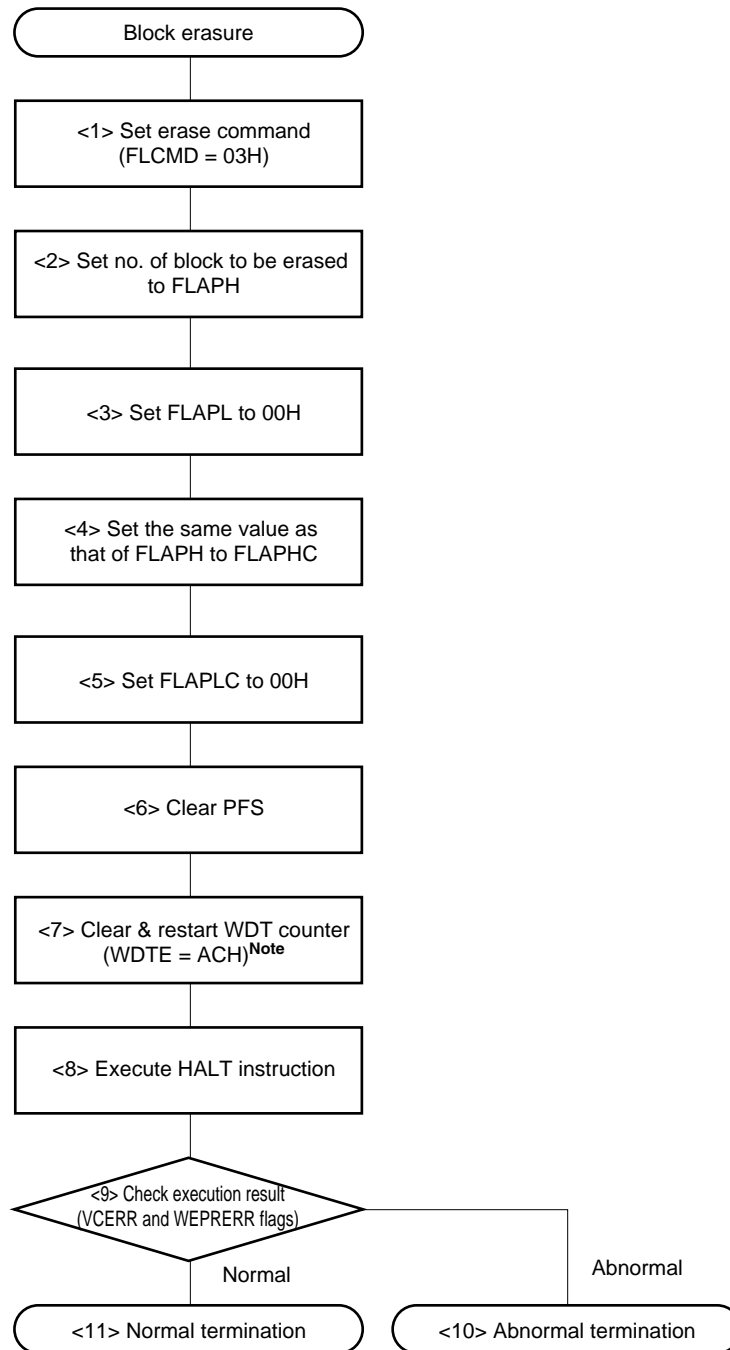 Block erasure
<1> Set erase command
(FLCMD = 03H)
<2> Set no. of block to be erased
to FLAPH
<3> Set FLAPL to 00H
<4> Set the same value as
that of FLAPH to FLAPHC
<5> Set FLAPLC to 00H
<6> Clear PFS
<7> Clear & restart WDT counter
(WDTE = ACH)Note
<8> Execute HALT instruction
<9> Check execution result
(VCERR and WEPRERR flags)
Normal
Abnormal
<11> Normal termination
<10> Abnormal termination